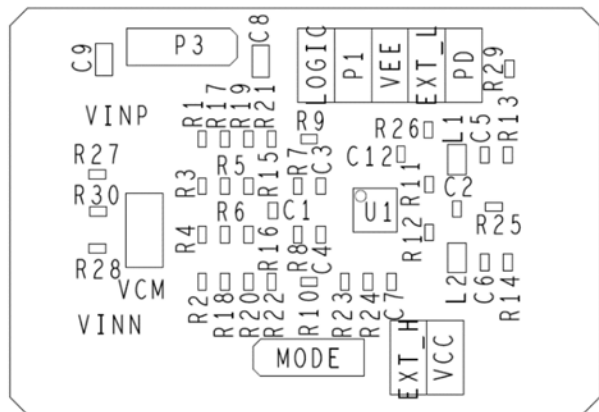 C9
P3
C8
LOGIC
P1
VEE
EXT_L
PD
R29
VINP
R1
R17
R19
R21
R9
R26
L1
C5
R13
R27
R3
R5
R15
R7
C3
C12
R11
C2
R30
R4
R6
R16
C1
U1
R12
R25
R28
R8
C4
VCM
R2
R18
R20
R22
R10
R23
R24
C7
L2
C6
R14
VINN
MODE
EXT_H
VCC